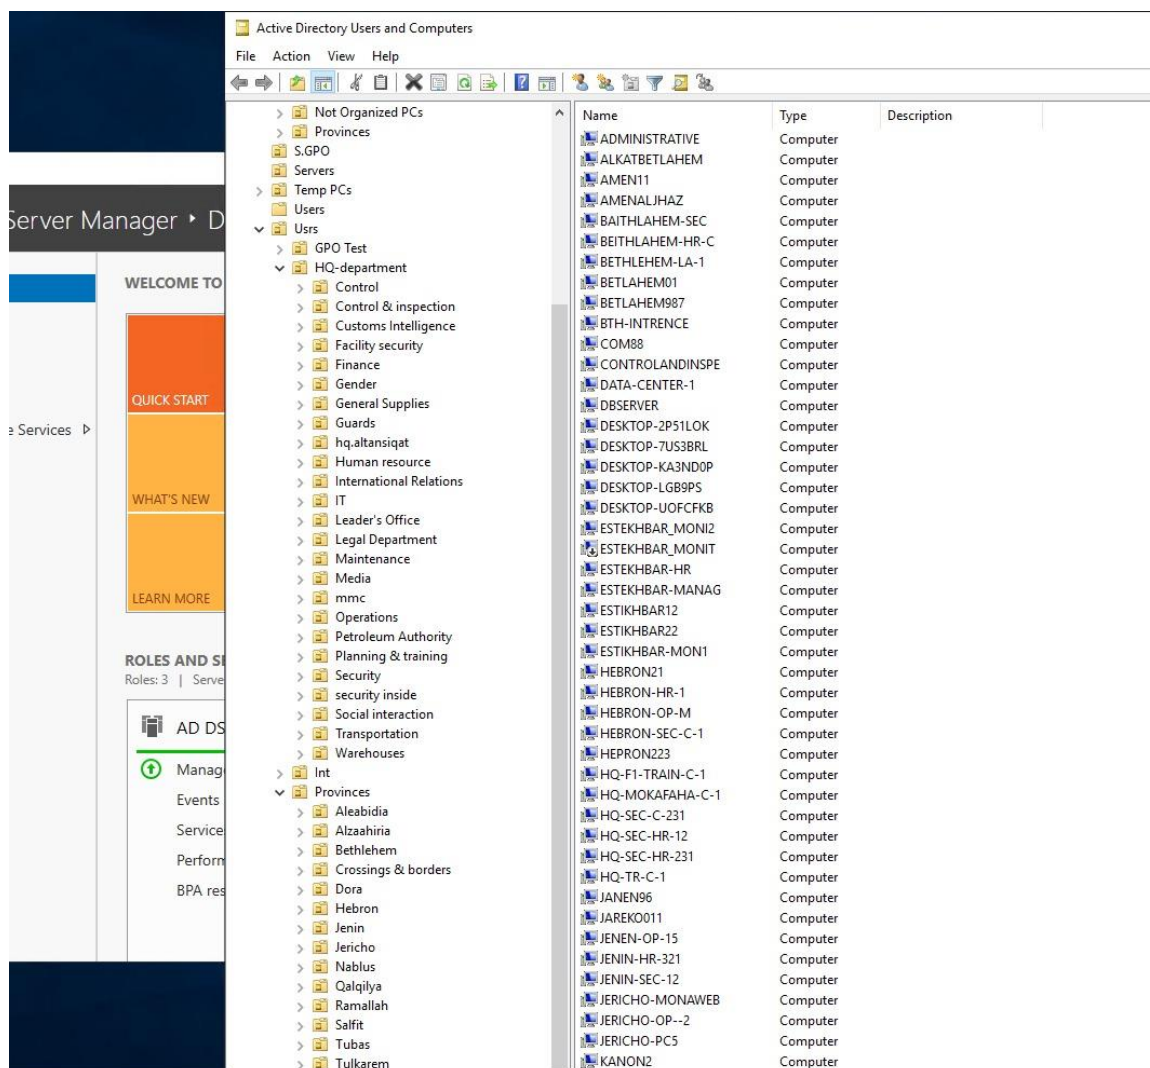 Active Directory Users and Computers
File Action View Help
Server Manager • D
e Services
WELCOME TO
QUICK START
WHAT'S NEW
LEARN MORE
ROLES AND SE
Roles: 3 | Serve
AD DS
Manag
Events
Service
Perform
BPA res
Not Organized PCs
Provinces
S.GPO
Servers
Temp PCs
Users
Usrs
GPO Test
HQ-department
Control
Control & inspection
Customs Intelligence
Facility security
Finance
Gender
General Supplies
Guards
hq.altansiqat
Human resource
International Relations
IT
Leader's Office
Legal Department
Maintenance
Media
mmc
Operations
Petroleum Authority
Planning & training
Security
security inside
Social interaction
Transportation
Warehouses
Int
Provinces
Aleabidia
Alzaahiria
Bethlehem
Crossings & borders
Dora
Hebron
Jenin
Jericho
Nablus
Qalqilya
Ramallah
Salfit
Tubas
Tulkarem
Name Type Description
ADMINISTRATIVE Computer
ALKATBETLAHEM Computer
AMEN11 Computer
AMENALJHAZ Computer
BAITHLAHEM-SEC Computer
BEITHLAHEM-HR-C Computer
BETHLEHEM-LA-1 Computer
BETLAHEM01 Computer
BETLAHEM987 Computer
BTH-INTRENCE Computer
COM88 Computer
CONTROLANDINSPE Computer
DATA-CENTER-1 Computer
DBSERVER Computer
DESKTOP-2P51LOK Computer
DESKTOP-7US3BRL Computer
DESKTOP-KA3ND0P Computer
DESKTOP-LGB9PS Computer
DESKTOP-UOFCFKB Computer
ESTEKHBAR_MONI2 Computer
ESTEKHBAR_MONIT Computer
ESTEKHBAR-HR Computer
ESTEKHBAR-MANAG Computer
ESTIKHBAR12 Computer
ESTIKHBAR22 Computer
ESTIKHBAR-MON1 Computer
HEBRON21 Computer
HEBRON-HR-1 Computer
HEBRON-OP-M Computer
HEBRON-SEC-C-1 Computer
HEPRON223 Computer
HQ-F1-TRAIN-C-1 Computer
HQ-MOKAFAHA-C-1 Computer
HQ-SEC-C-231 Computer
HQ-SEC-HR-12 Computer
HQ-SEC-HR-231 Computer
HQ-TR-C-1 Computer
JANEN96 Computer
JAREKO011 Computer
JENEN-OP-15 Computer
JENIN-HR-321 Computer
JENIN-SEC-12 Computer
JERICHO-MONAWEB Computer
JERICHO-OP--2 Computer
JERICHO-PC5 Computer
KANON2 Computer